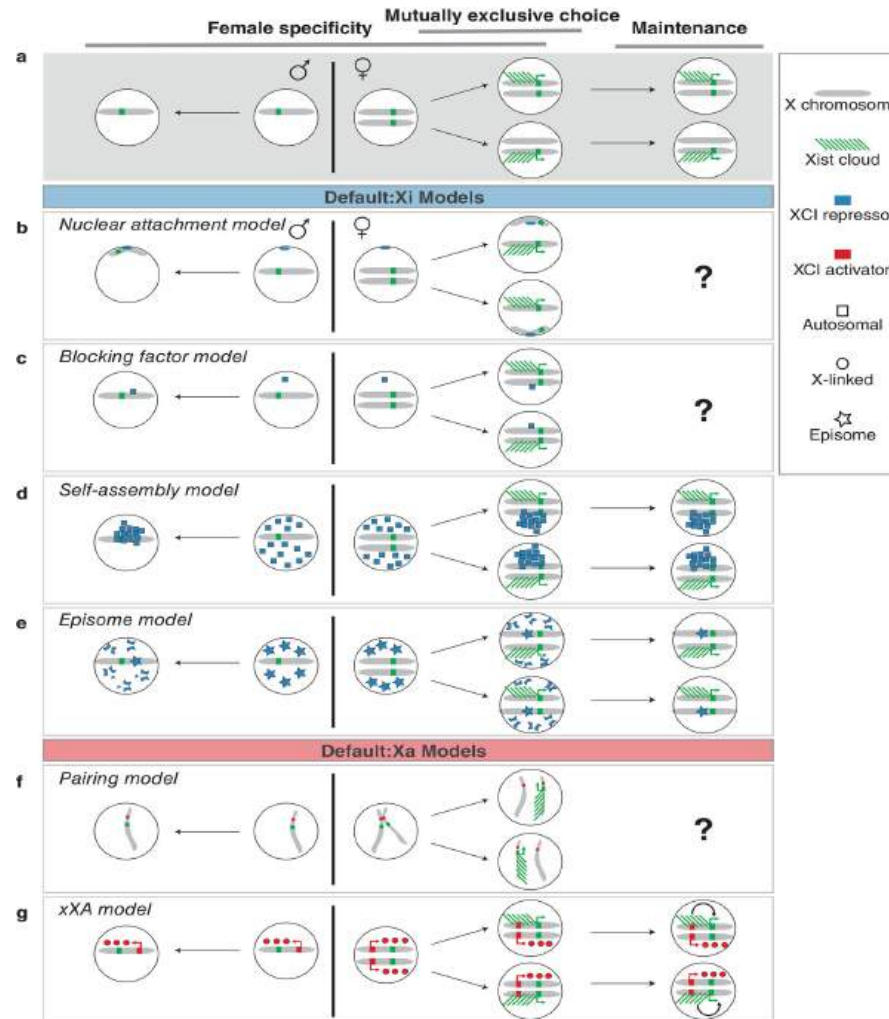 Female specificity
Mutually exclusive choice
Maintenance
a
♂
♀
X chromosom
Xist cloud
XCI represso
XCI activator
Autosomal
X-linked
Episome
Default:Xi Models
b
Nuclear attachment model
♂
♀
?
c
Blocking factor model
?
d
Self-assembly model
e
Episome model
Default:Xa Models
f
Pairing model
?
g
xXA model